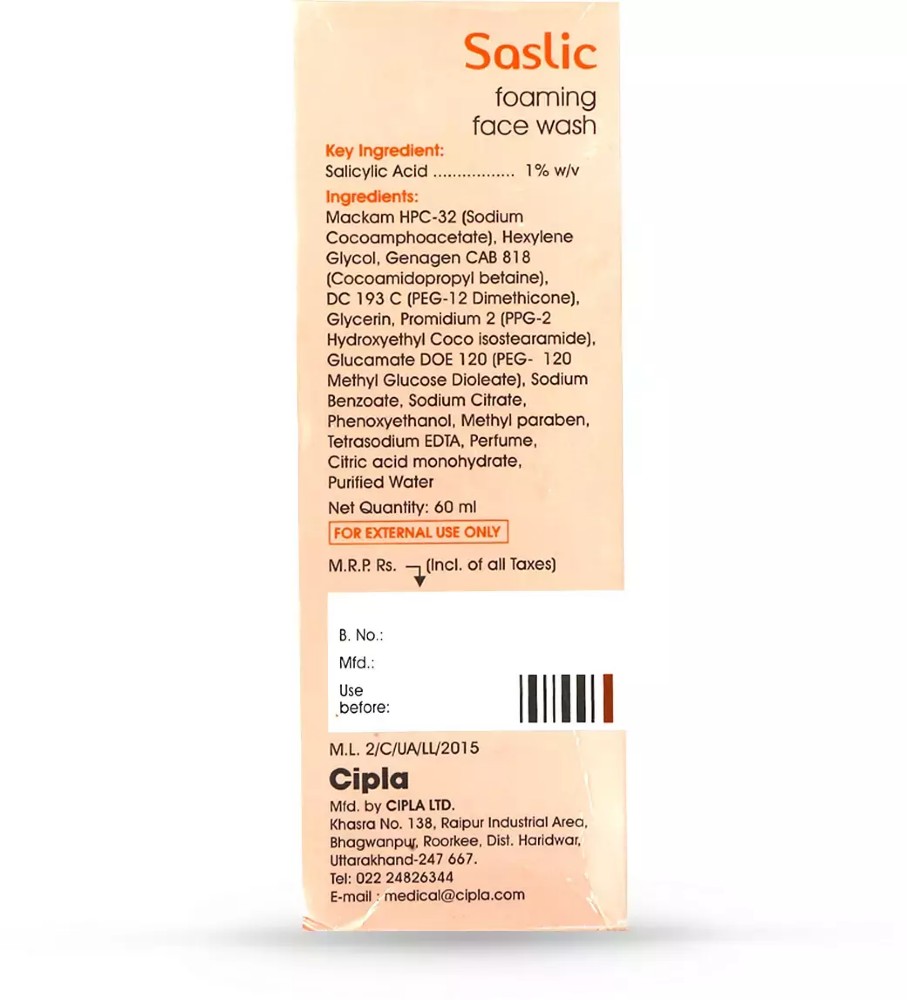 Saslic
foaming
face wash
Key Ingredient:
Salicylic Acid ................. 1% w/v
Ingredients:
Mackam HPC-32 (Sodium
Cocoamphoacetate), Hexylene
Glycol, Genagen CAB 818
(Cocoamidopropyl betaine),
DC 193 C (PEG-12 Dimethicone),
Glycerin, Promidium 2 (PPG-2
Hydroxyethyl Coco isostearamide),
Glucamate DOE 120 (PEG- 120
Methyl Glucose Dioleate), Sodium
Benzoate, Sodium Citrate,
Phenoxyethanol, Methyl paraben,
Tetrasodium EDTA, Perfume,
Citric acid monohydrate,
Purified Water
Net Quantity: 60 ml
FOR EXTERNAL USE ONLY
M.R.P. Rs. (Incl. of all Taxes)
B. No.:
Mfd.:
Use
before:
M.L. 2/C/UA/LL/2015
Cipla
Mfd. by CIPLA LTD.
Khasra No. 138, Raipur Industrial Area,
Bhagwanpur, Roorkee, Dist. Haridwar,
Uttarakhand-247 667.
Tel: 022 24826344
E-mail : medical@cipla.com